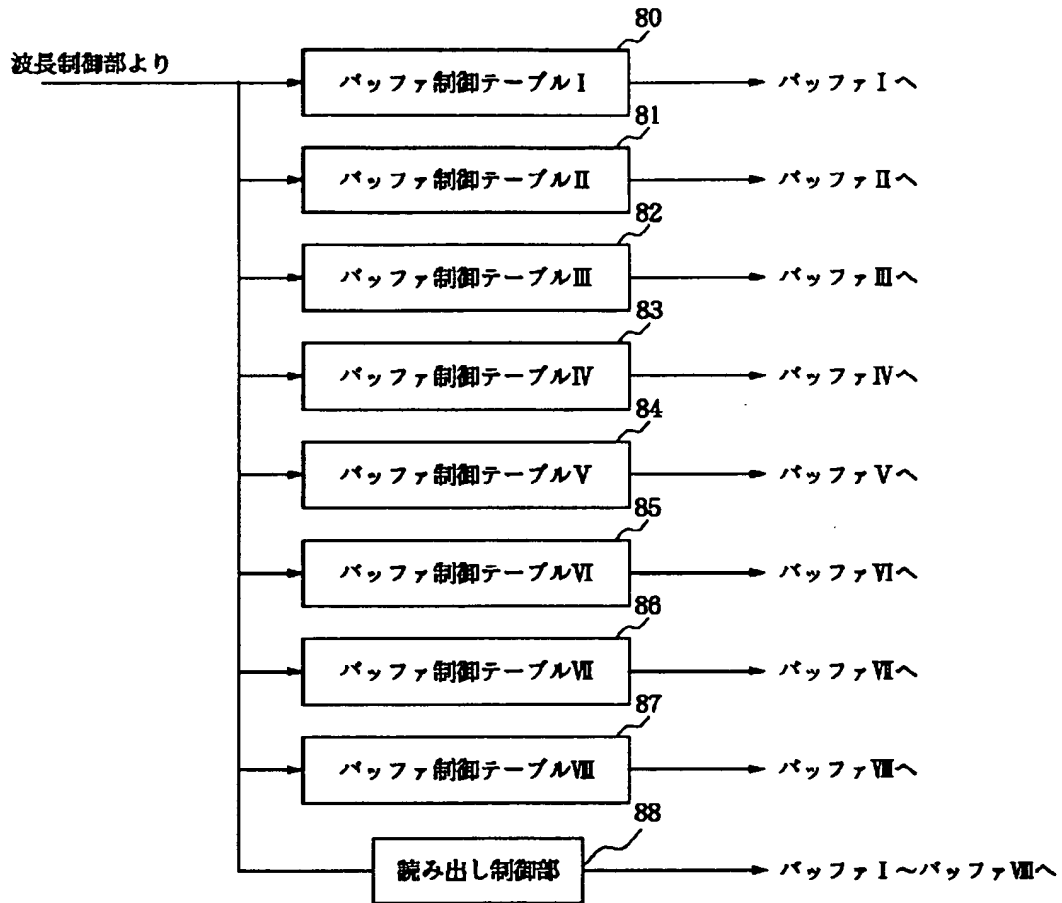 80
波長制御部より
バッファ制御テーブルⅠ
バッファⅠへ
81
バッファ制御テーブルⅡ
バッファⅡへ
82
バッファ制御テーブルⅢ
バッファⅢへ
83
バッファ制御テーブルⅣ
バッファⅣへ
84
バッファ制御テーブルⅤ
バッファⅤへ
85
バッファ制御テーブルⅥ
バッファⅥへ
86
バッファ制御テーブルⅦ
バッファⅦへ
87
バッファ制御テーブルⅧ
バッファⅧへ
88
読み出し制御部
バッファⅠ～バッファⅧへ